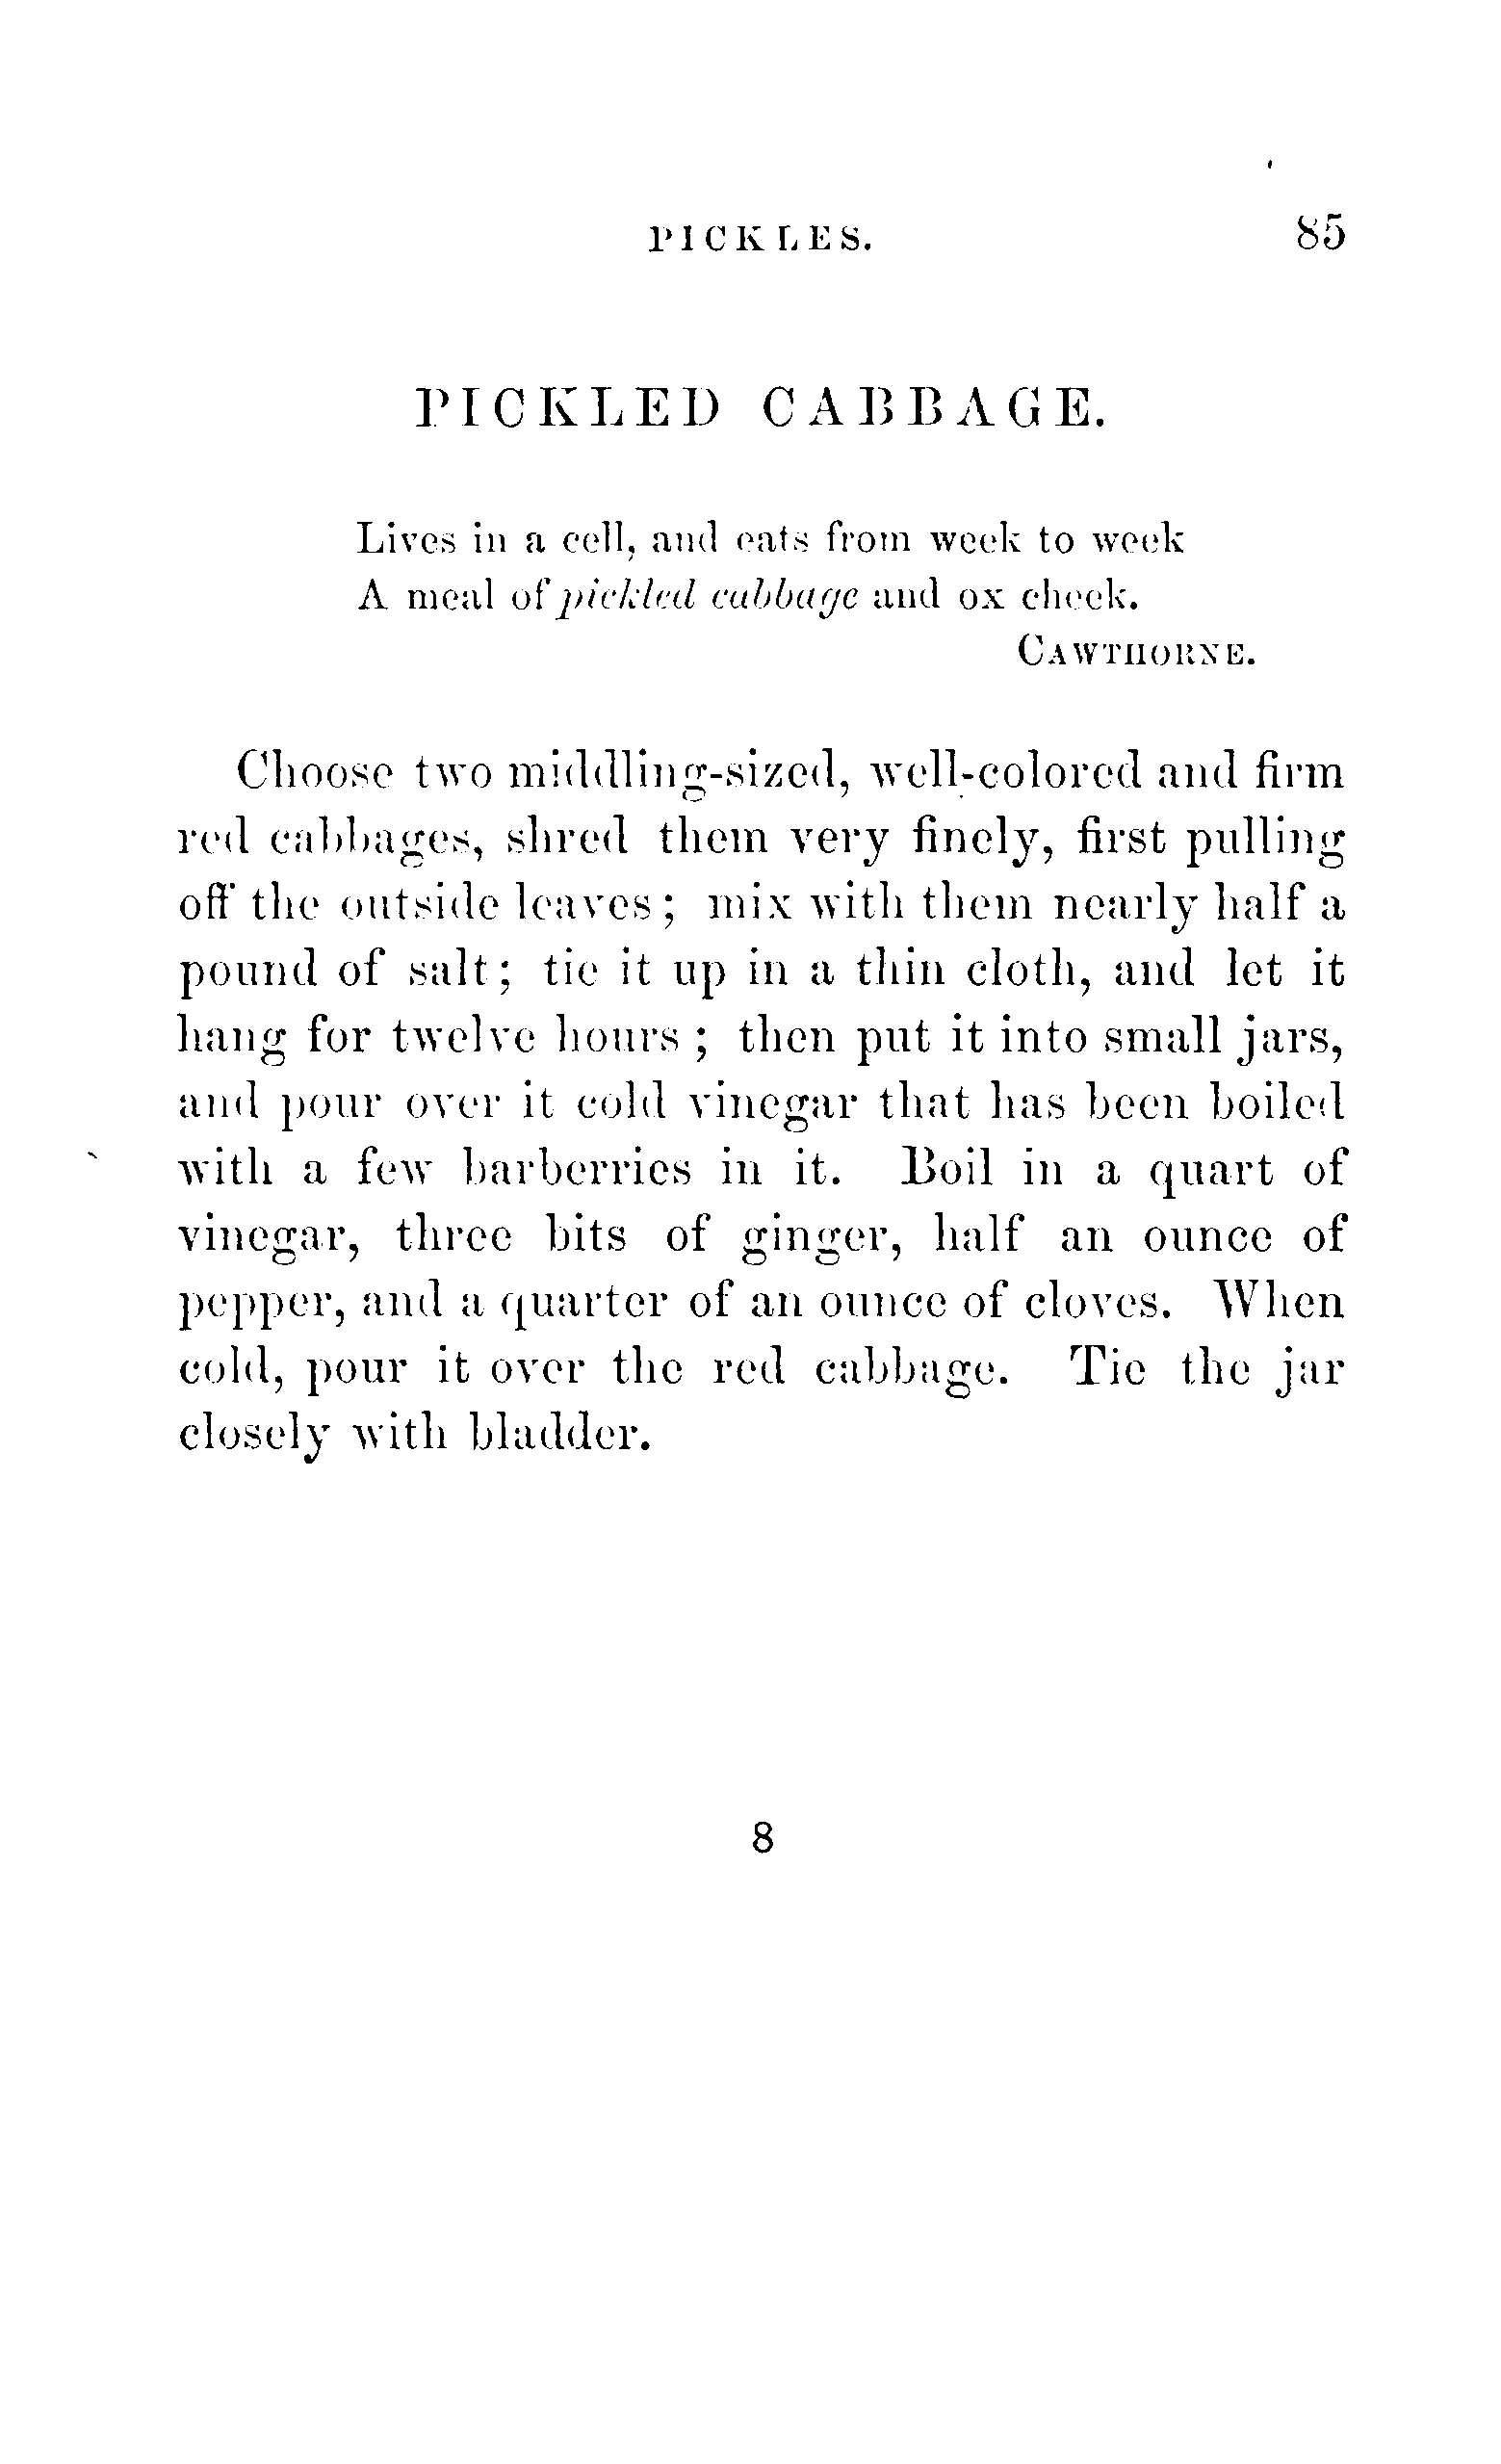 PICKLES. 85
PICKLED CABBAGE.
Lives in a cell, and eats from week to week
A meal of pickled cabbage and ox cheek.
CAWTHORNE.
Choose two middling-sized, well-colored and firm
red cabbages, shred them very finely, first pulling
off the outside leaves; mix with them nearly half a
pound of salt; tie it up in a thin cloth, and let it
hang for twelve hours; then put it into small jars,
and pour over it cold vinegar that has been boiled
with a few barberries in it. Boil in a quart of
vinegar, three bits of ginger, half an ounce of
pepper, and a quarter of an ounce of cloves. When
cold, pour it over the red cabbage. Tie the jar
closely with bladder.
8